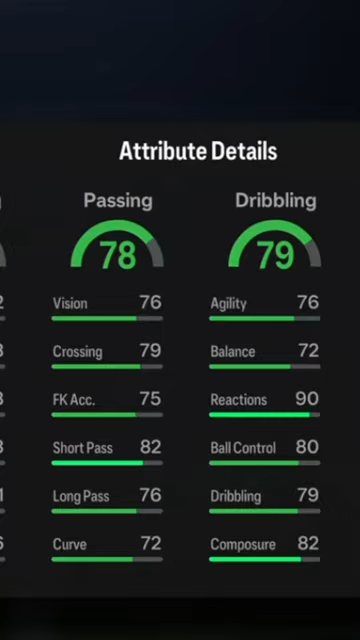 Attribute Details
Passing Dribbling
78 79
Vision 76 Agility 76
Crossing 79 Balance 72
FK Acc. 75 Reactions 90
Short Pass 82 Ball Control 80
Long Pass 76 Dribbling 79
Curve 72 Composure 82